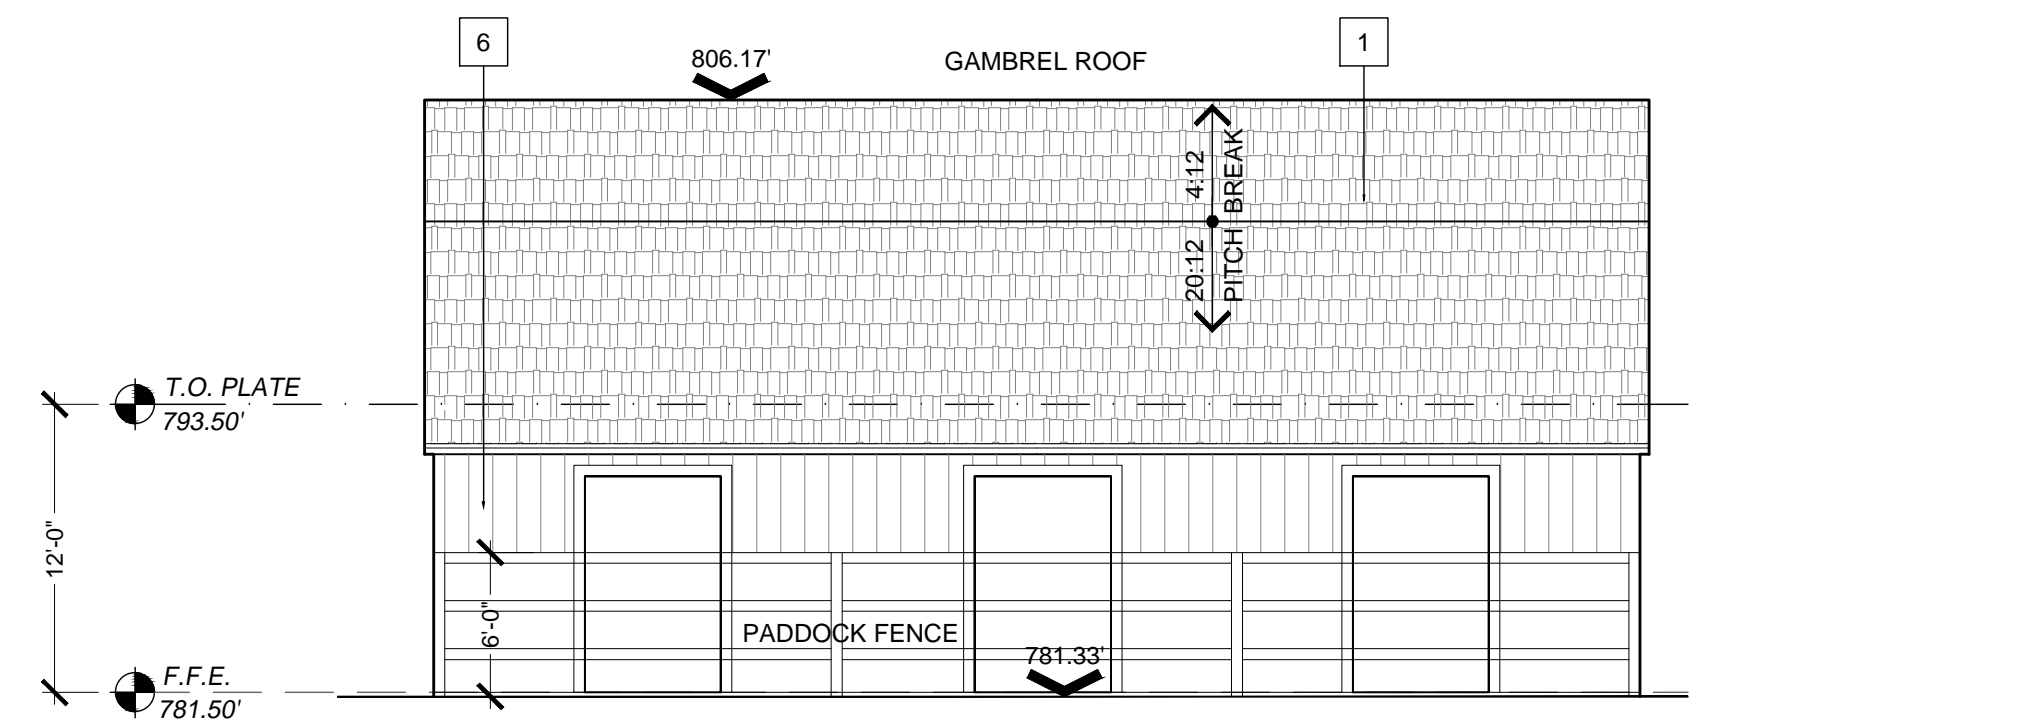 6
1
806.17'
GAMBREL ROOF
4:12
20:12
PITCH BREAK
T.O. PLATE
793.50'
12'-0"
6'-0"
PADDOCK FENCE
781.33'
F.F.E.
781.50'